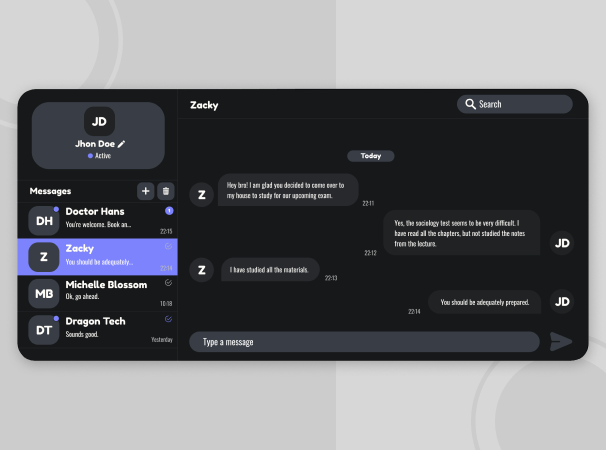 JD
Jhon Doe
Active
Messages
DH
Doctor Hans
You're welcome. Book an...
1
22:15
Z
Zacky
You should be adequately...
22:14
MB
Michelle Blossom
Ok, go ahead.
10:18
DT
Dragon Tech
Sounds good.
Yesterday
Zacky
Search
Today
Z
Hey bro! I am glad you decided to come over to
my house to study for our upcoming exam.
22:11
Yes, the sociology test seems to be very difficult. I
have read all the chapters, but not studied the notes
from the lecture.
22:12
JD
Z
I have studied all the materials.
22:13
You should be adequately prepared.
22:14
JD
Type a message